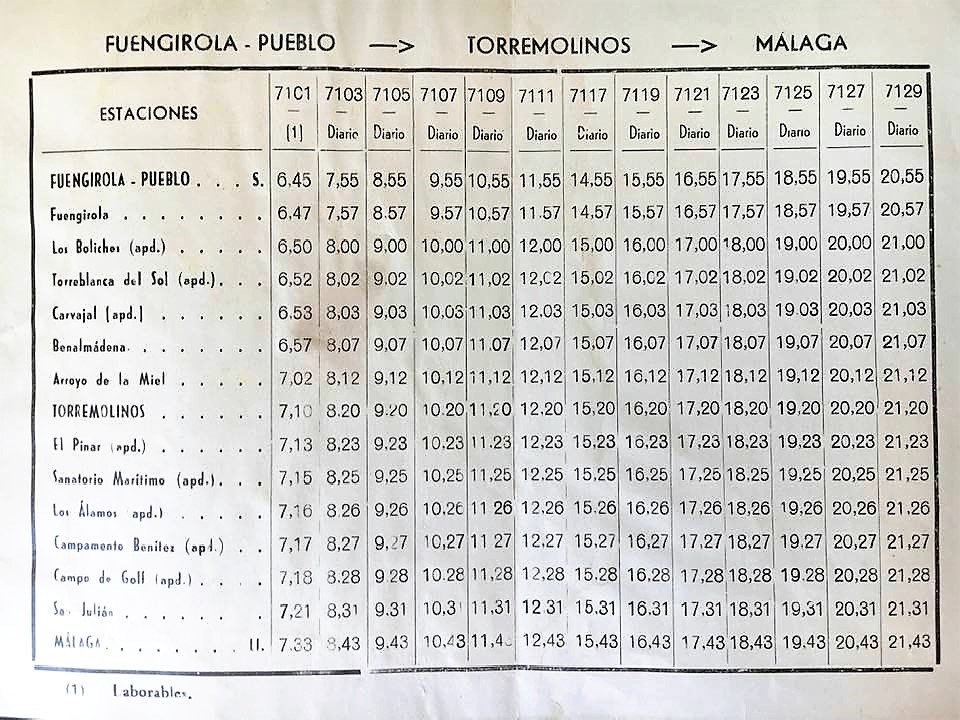 FUENGIROLA - PUEBLO —> TORREMOLINOS —> MÁLAGA
ESTACIONES 7101 7103 7105 7107 7109 7111 7117 7119 7121 7123 7125 7127 7129
(1) Diario Diario Diario Diario Diario Diario Diario Diario Diario Diario Diario Diario
FUENGIROLA - PUEBLO . . . S. 6,45 7,55 8,55 9,55 10,55 11,55 14,55 15,55 16,55 17,55 18,55 19,55 20,55
Fuengirola . . . . . . . . 6,47 7,57 8.57 9.57 10,57 11.57 14,57 15,57 16,57 17,57 18,57 19,57 20,57
Los Boliches (apd.) . . . . . 6,50 8,00 9,00 10,00 11,00 12,00 15,00 16,00 17,00 18,00 19,00 20,00 21,00
Torreblanca del Sol (apd.). . . 6,52 8,02 9,02 10,02 11,02 12,02 15,02 16,02 17,02 18,02 19,02 20,02 21,02
Carvajal (apd.) . . . . . . 6.53 8,03 9,03 10,03 11,03 12.03 15,03 16,03 17,03 18,03 19 03 20,03 21,03
Benalmádena. . . . . . . . 6,57 8,07 9,07 10,07 11.07 12,07 15,07 16,07 17,07 18,07 19,07 20,07 21,07
Arroyo de la Miel . . . . . 7,02 8,12 9,12 10,12 11,12 12,12 15,12 16,12 17,12 18,12 19,12 20,12 21,12
TORREMOLINOS . . . . . . 7,10 8.20 9.20 10.20 11,20 12.20 15,20 16,20 17,20 18,20 19,20 20,20 21,20
El Pinar (apd.) . . . . . . 7,13 8,23 9.23 10.23 11.23 12,23 15,23 16,23 17,23 18,23 19,23 20,23 21,23
Sanatorio Marítimo (apd.). . . 7,15 8,25 9,25 10,25 11,25 12,25 15,25 16,25 17,25 18,25 19,25 20,25 21,25
Los Álamos apd.) . . . . . 7,16 8.26 9,26 10.26 11 26 12.26 15.26 16,26 17,26 18,26 19,26 20,26 21,26
Campamento Benítez (apd.) . . 7,17 8,27 9,27 10,27 11 27 12,27 15,27 16,27 17,27 18,27 19.27 20,27 21,27
Campo de Golf (apd.) . . . . 7,18 8.28 9.28 10.28 11,28 12,28 15.28 16.28 17,28 18,28 19.28 20,28 21,28
San Julián . . . . . . . 7,21 8,31 9.31 10,31 11,31 12.31 15.31 16.31 17.31 18,31 19,31 20,31 21.31
MÁLAGA . . . . . . . . Ll. 7.33 8,43 9.43 10,43 12,43 15,43 16,43 17,43 18,43 19.43 20,43 21,43
(1) Laborables.